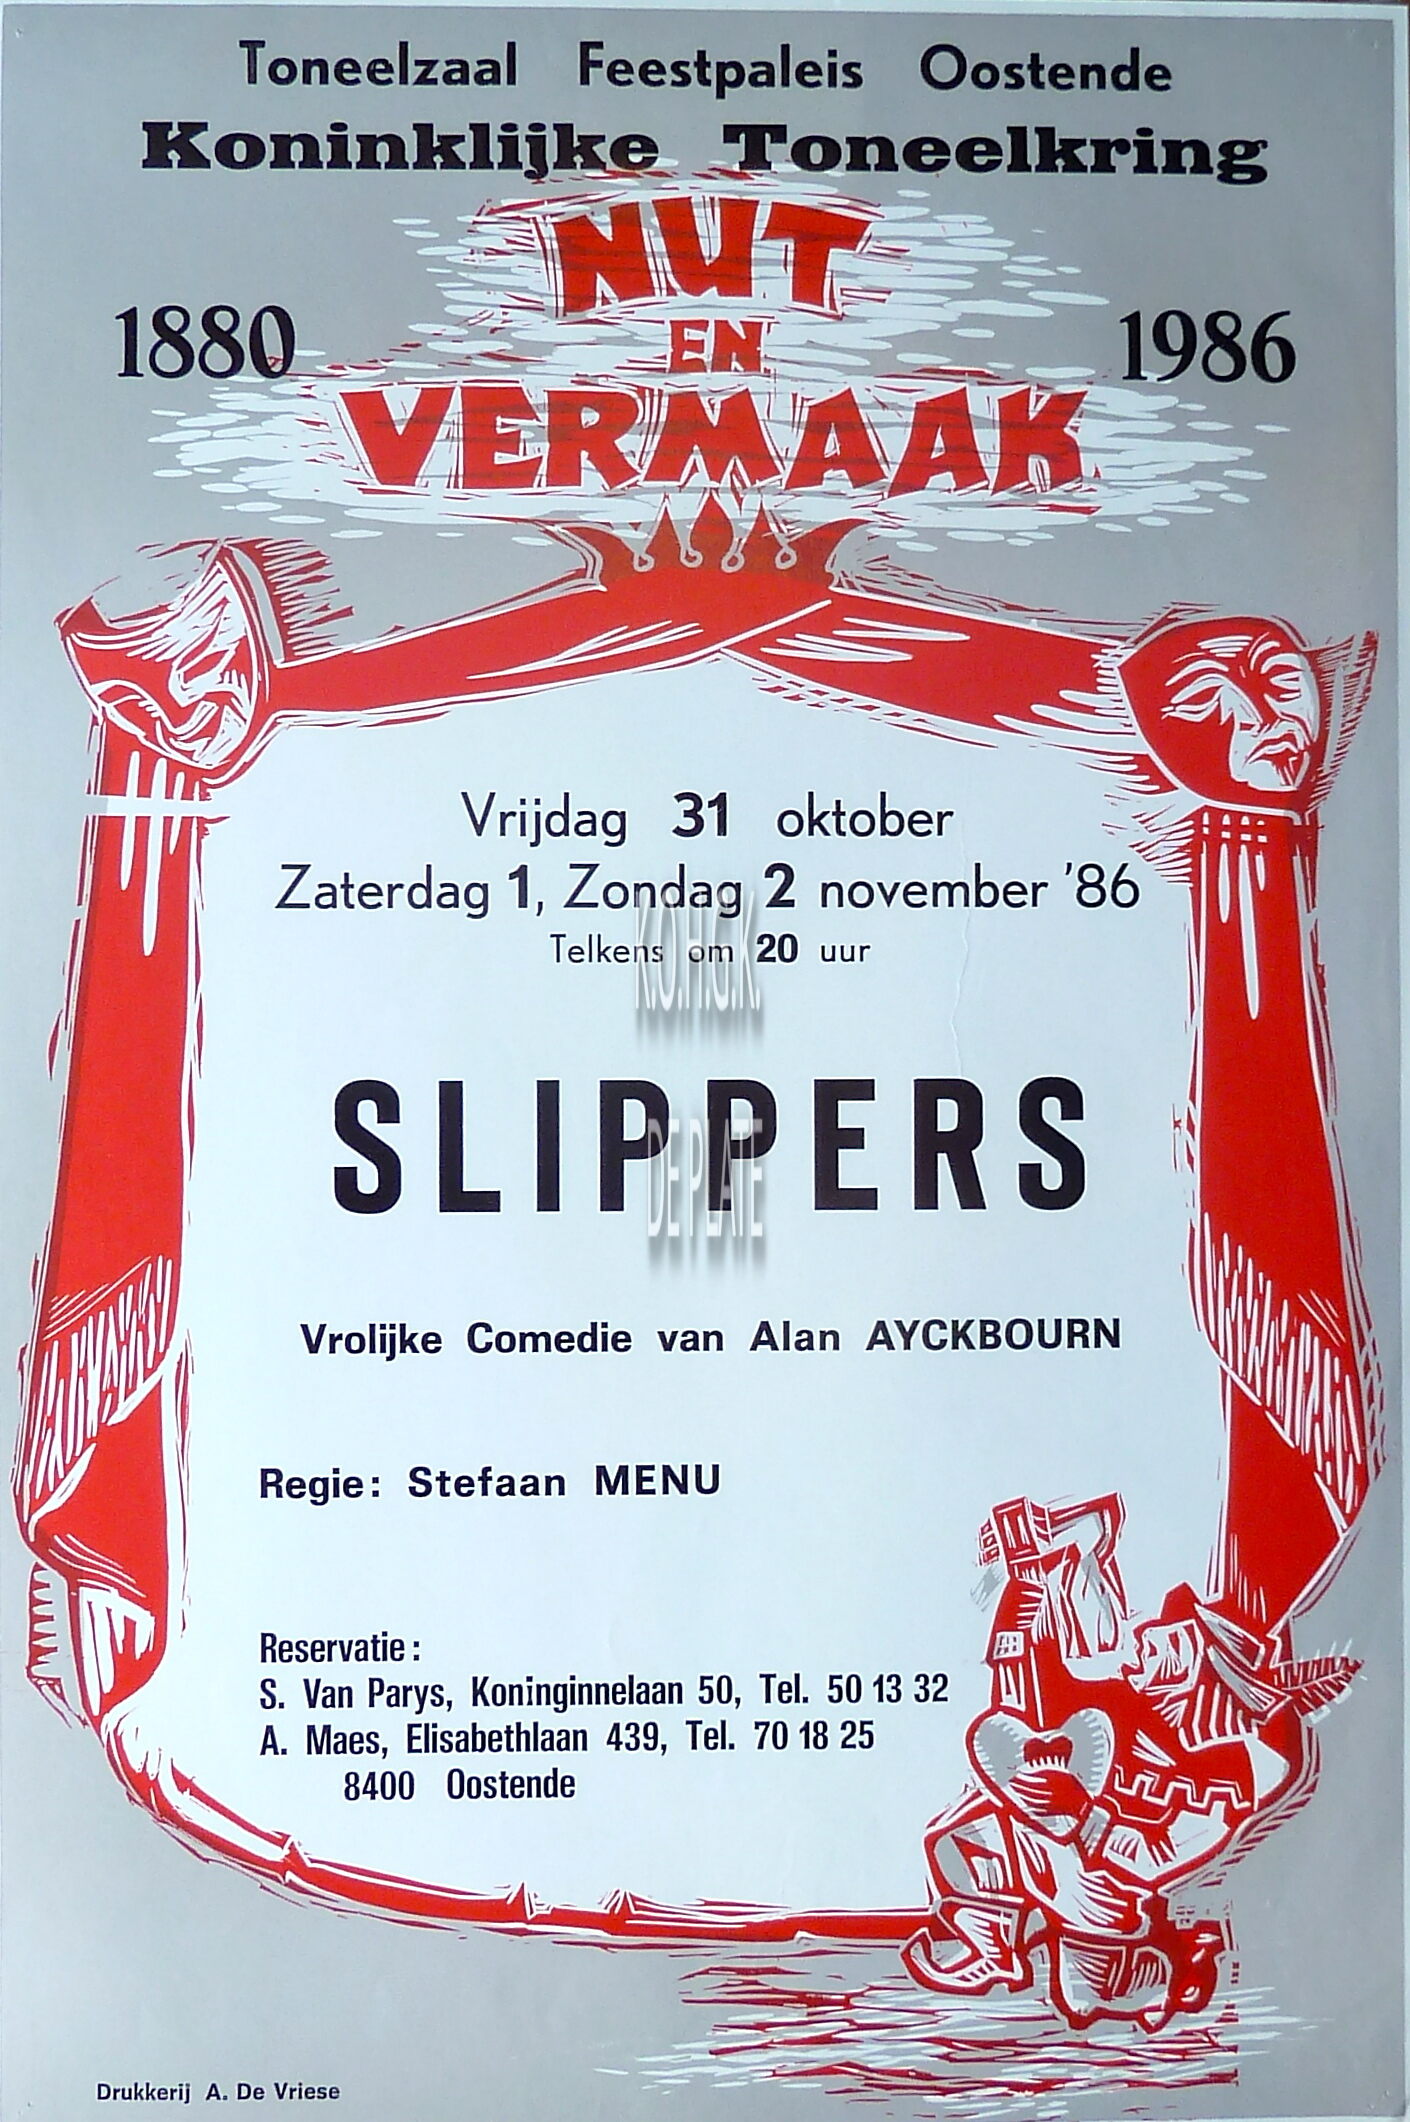 Toneelzaal Feestpaleis Oostende
Koninklijke Toneelkring
NUT
EN
VERMAAK
1880 1986
Vrijdag 31 oktober
Zaterdag 1, Zondag 2 november '86
Telkens om 20 uur
K.O.H.G.K.
SLIPPERS
DE PLATE
Vrolijke Comedie van Alan AYCKBOURN
Regie: Stefaan MENU
Reservatie:
S. Van Parys, Koninginnelaan 50, Tel. 50 13 32
A. Maes, Elisabethlaan 439, Tel. 70 18 25
8400 Oostende
Drukkerij A. De Vriese